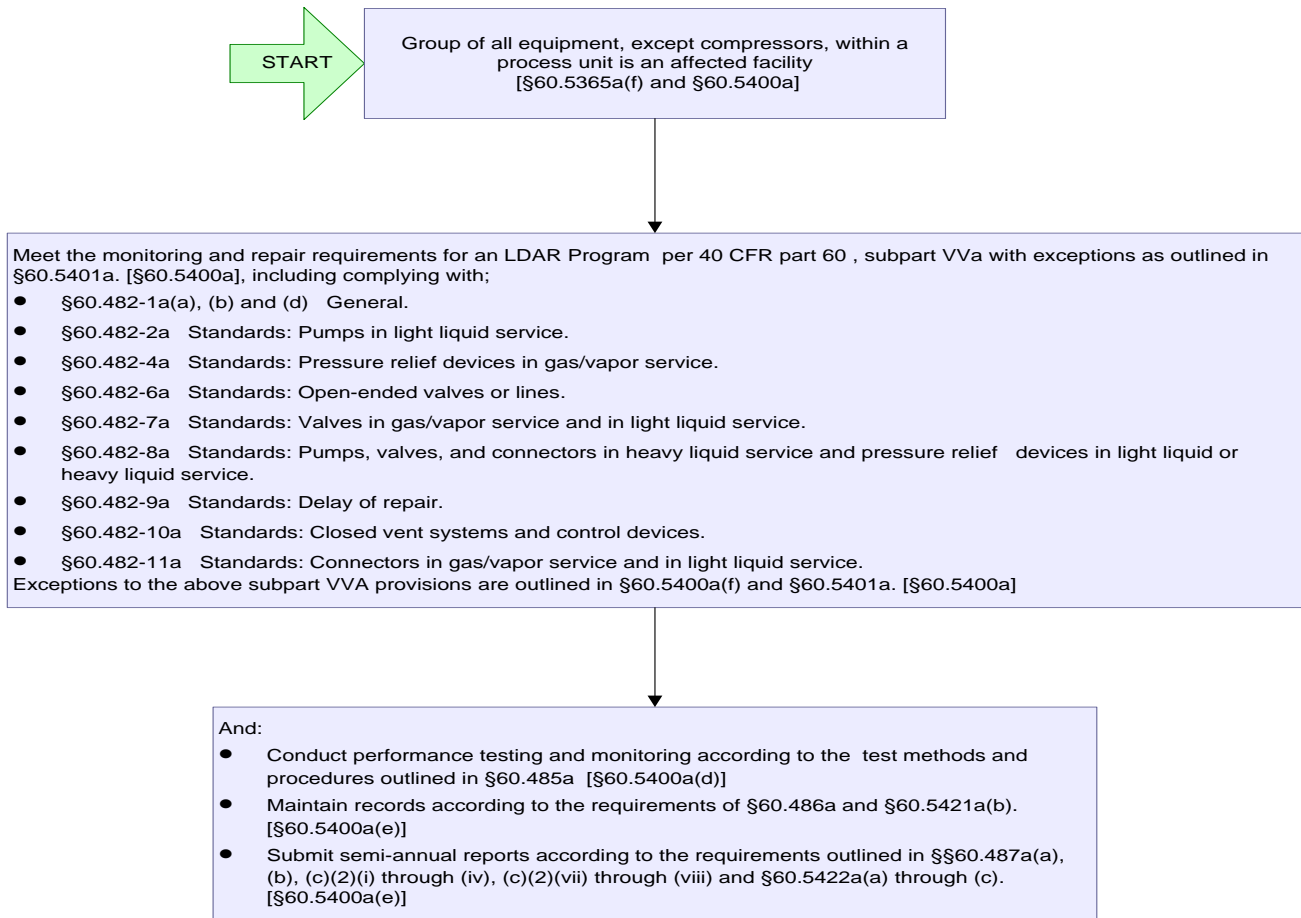 START
Group of all equipment, except compressors, within a
process unit is an affected facility
[§60.5365a(f) and §60.5400a]
Meet the monitoring and repair requirements for an LDAR Program per 40 CFR part 60 , subpart VVa with exceptions as outlined in
§60.5401a. [§60.5400a], including complying with;
● §60.482-1a(a), (b) and (d) General.
● §60.482-2a Standards: Pumps in light liquid service.
● §60.482-4a Standards: Pressure relief devices in gas/vapor service.
● §60.482-6a Standards: Open-ended valves or lines.
● §60.482-7a Standards: Valves in gas/vapor service and in light liquid service.
● §60.482-8a Standards: Pumps, valves, and connectors in heavy liquid service and pressure relief devices in light liquid or
heavy liquid service.
● §60.482-9a Standards: Delay of repair.
● §60.482-10a Standards: Closed vent systems and control devices.
● §60.482-11a Standards: Connectors in gas/vapor service and in light liquid service.
Exceptions to the above subpart VVA provisions are outlined in §60.5400a(f) and §60.5401a. [§60.5400a]
And:
● Conduct performance testing and monitoring according to the test methods and
procedures outlined in §60.485a [§60.5400a(d)]
● Maintain records according to the requirements of §60.486a and §60.5421a(b).
[§60.5400a(e)]
● Submit semi-annual reports according to the requirements outlined in §§60.487a(a),
(b), (c)(2)(i) through (iv), (c)(2)(vii) through (viii) and §60.5422a(a) through (c).
[§60.5400a(e)]